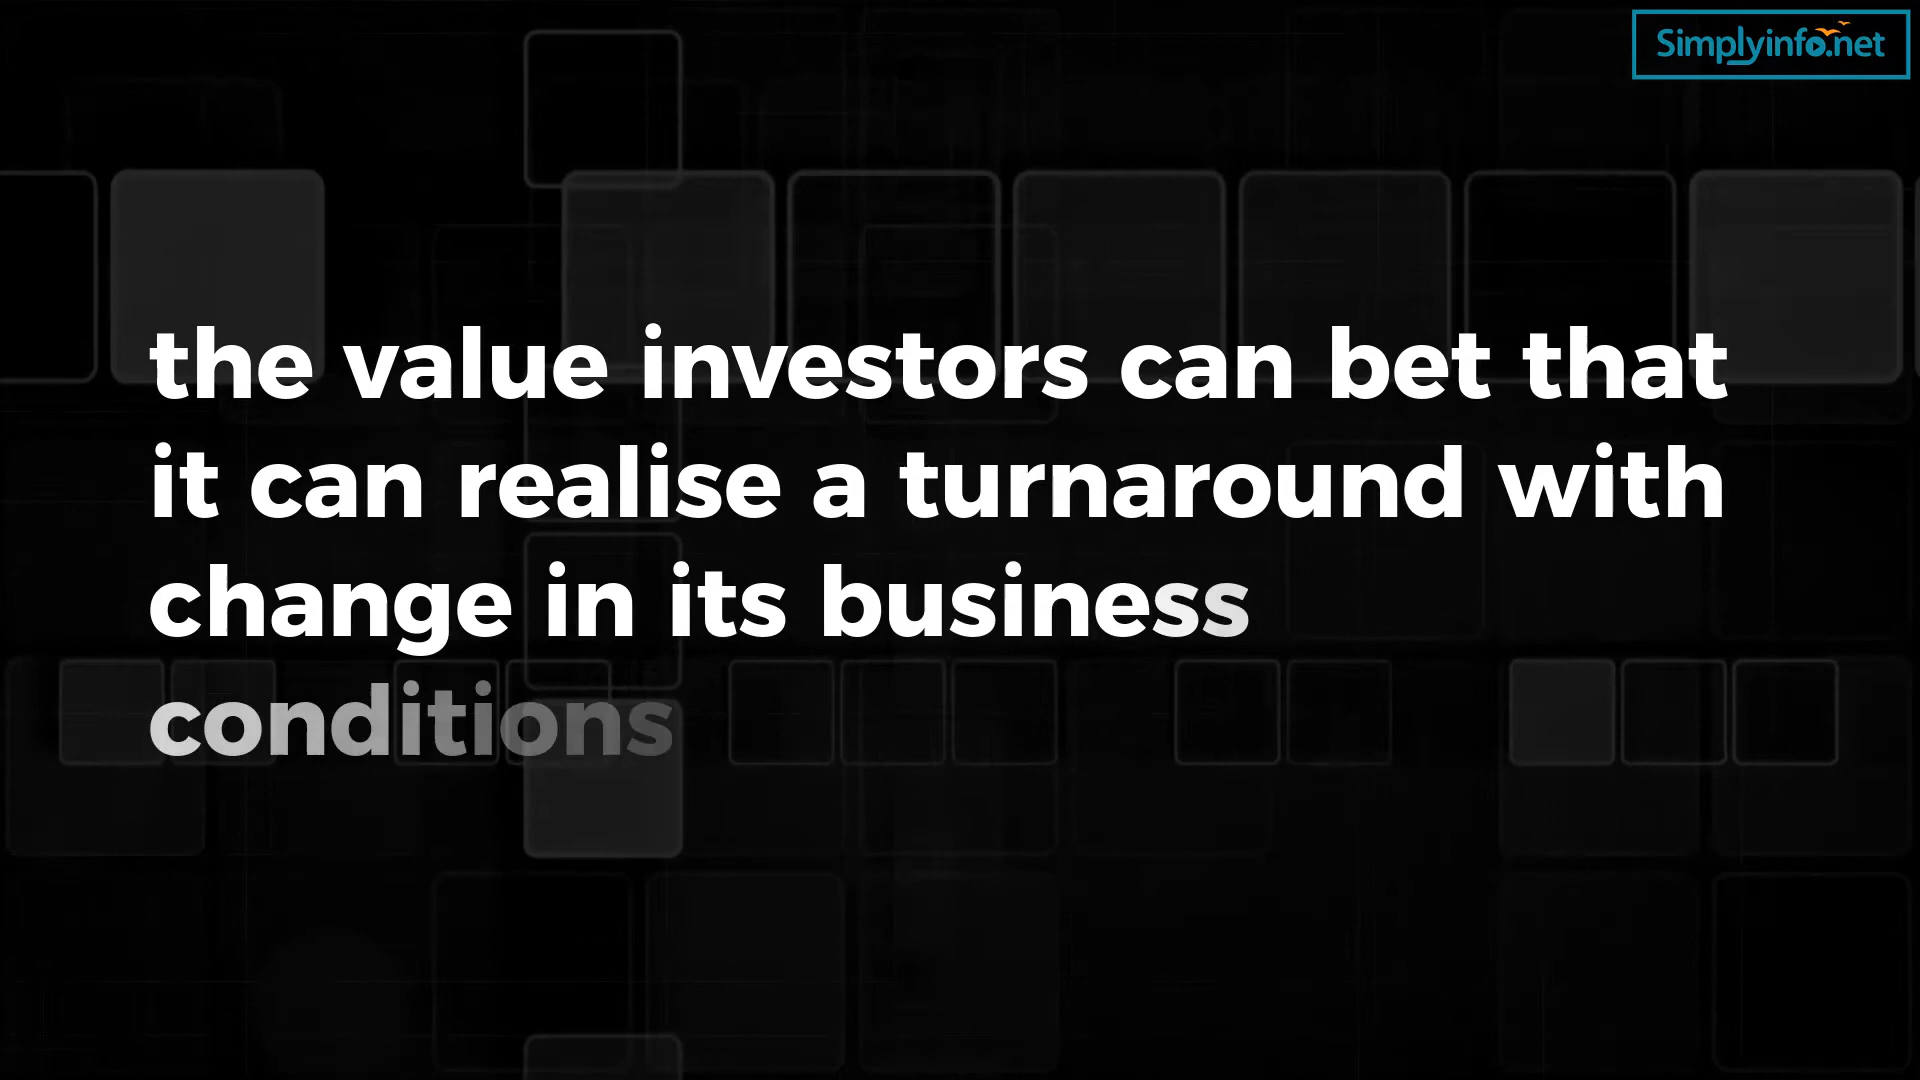 Simplyinfo.net
the value investors can bet that
it can realise a turnaround with
change in its business
conditions